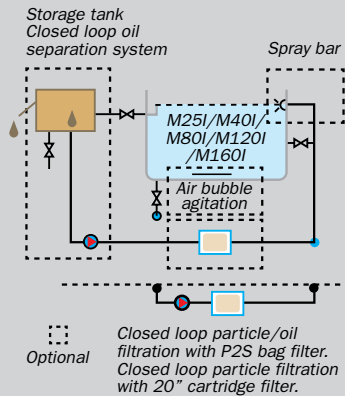 Storage tank
Closed loop oil
separation system
Spray bar
M25I/M40I/
M80I/M120I
/M160I
Air bubble
agitation
Optional
Closed loop particle/oil
filtration with P2S bag filter.
Closed loop particle filtration
with 20" cartridge filter.